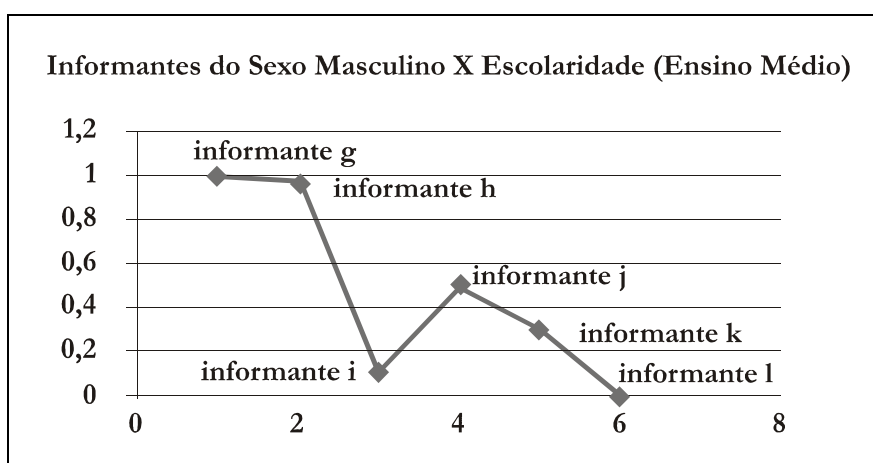 Informantes do Sexo Masculino X Escolaridade (Ensino Médio)
1,2
informante g
1
informante h
0,8
0,6
informante j
0,4
informante k
0,2
informante i
informante l
0
0 2 4 6 8